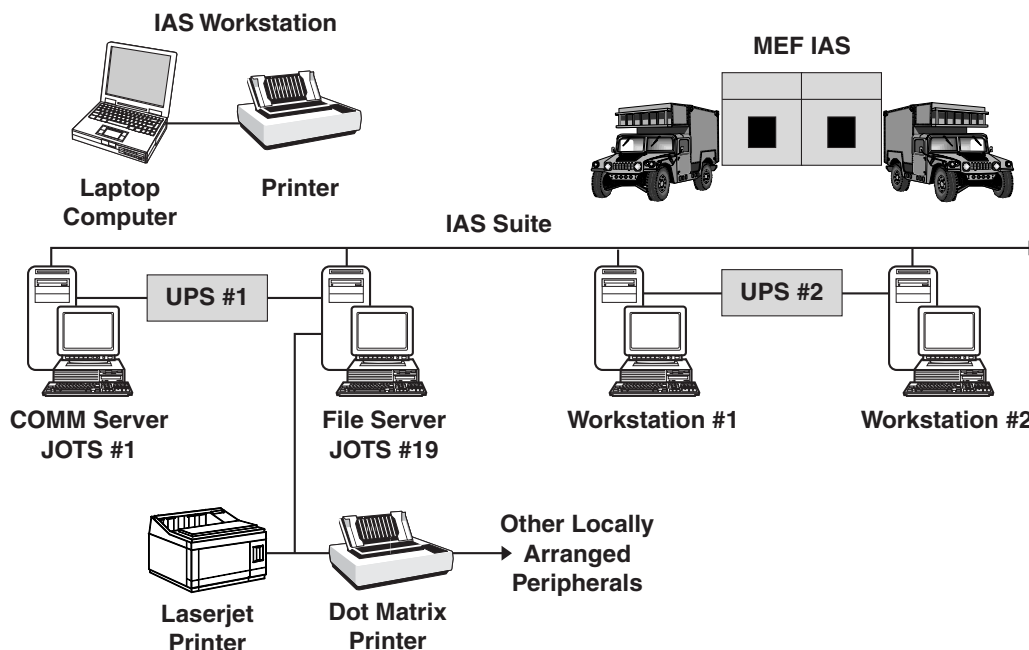 IAS Workstation
MEF IAS
Laptop
Computer
Printer
IAS Suite
UPS #1
UPS #2
COMM Server
JOTS #1
File Server
JOTS #19
Workstation #1
Workstation #2
Laserjet
Printer
Dot Matrix
Printer
Other Locally
Arranged
Peripherals